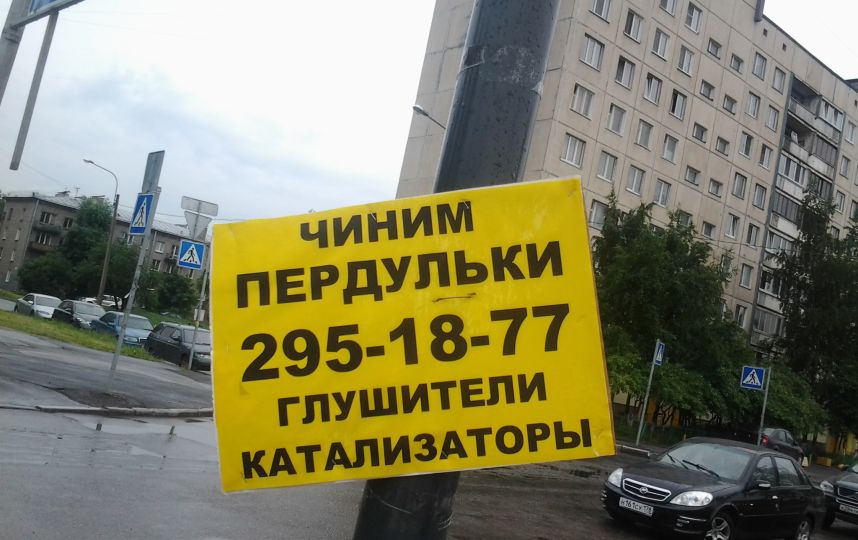 ЧИНИМ
ПЕРДУЛЬКИ
295-18-77
ГЛУШИТЕЛИ
КАТАЛИЗАТОРЫ